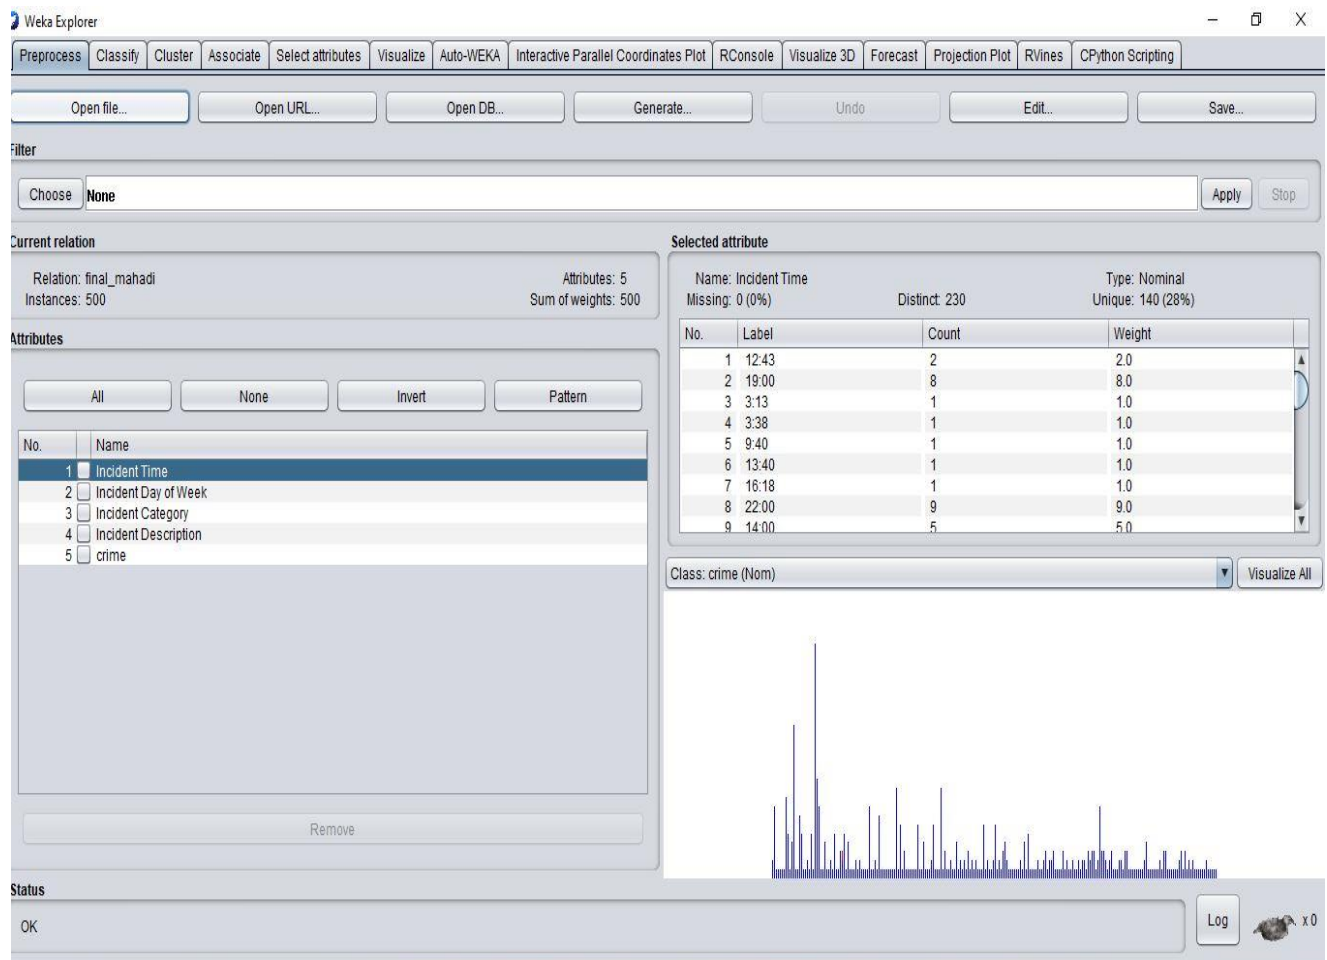 Weka Explorer
Preprocess Classify Cluster Associate Select attributes Visualize Auto-WEKA Interactive Parallel Coordinates Plot RConsole Visualize 3D Forecast Projection Plot RVines CPython Scripting
Open file... Open URL... Open DB... Generate... Undo Edit... Save...
Filter
Choose None Apply Stop
Current relation
Relation: final_mahadi Attributes: 5
Instances: 500 Sum of weights: 500
Attributes
All None Invert Pattern
No. Name
1 Incident Time
2 Incident Day of Week
3 Incident Category
4 Incident Description
5 crime
Remove
Selected attribute
Name: Incident Time Type: Nominal
Missing: 0 (0%) Distinct: 230 Unique: 140 (28%)
No. Label Count Weight
1 12:43 2 2.0
2 19:00 8 8.0
3 3:13 1 1.0
4 3:38 1 1.0
5 9:40 1 1.0
6 13:40 1 1.0
7 16:18 1 1.0
8 22:00 9 9.0
9 14:00 5 5.0
Class: crime (Nom) Visualize All
Status
OK Log x 0